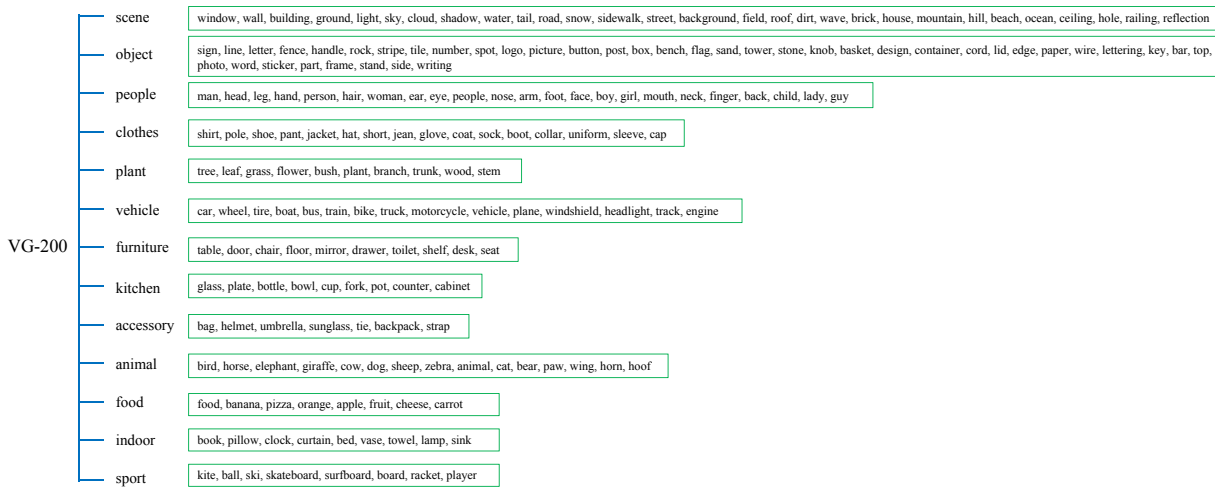 scene
window, wall, building, ground, light, sky, cloud, shadow, water, tail, road, snow, sidewalk, street, background, field, roof, dirt, wave, brick, house, mountain, hill, beach, ocean, ceiling, hole, railing, reflection
object
sign, line, letter, fence, handle, rock, stripe, tile, number, spot, logo, picture, button, post, box, bench, flag, sand, tower, stone, knob, basket, design, container, cord, lid, edge, paper, wire, lettering, key, bar, top,
photo, word, sticker, part, frame, stand, side, writing
people
man, head, leg, hand, person, hair, woman, ear, eye, people, nose, arm, foot, face, boy, girl, mouth, neck, finger, back, child, lady, guy
clothes
shirt, pole, shoe, pant, jacket, hat, short, jean, glove, coat, sock, boot, collar, uniform, sleeve, cap
plant
tree, leaf, grass, flower, bush, plant, branch, trunk, wood, stem
vehicle
car, wheel, tire, boat, bus, train, bike, truck, motorcycle, vehicle, plane, windshield, headlight, track, engine
VG-200
furniture
table, door, chair, floor, mirror, drawer, toilet, shelf, desk, seat
kitchen
glass, plate, bottle, bowl, cup, fork, pot, counter, cabinet
accessory
bag, helmet, umbrella, sunglass, tie, backpack, strap
animal
bird, horse, elephant, giraffe, cow, dog, sheep, zebra, animal, cat, bear, paw, wing, horn, hoof
food
food, banana, pizza, orange, apple, fruit, cheese, carrot
indoor
book, pillow, clock, curtain, bed, vase, towel, lamp, sink
sport
kite, ball, ski, skateboard, surfboard, board, racket, player